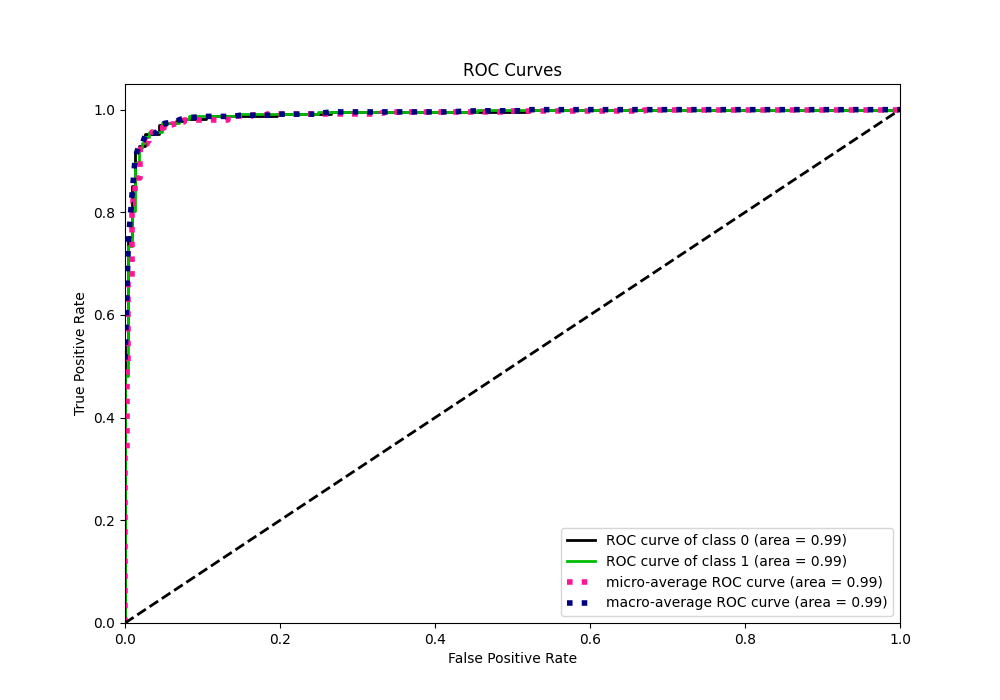 ROC Curves
True Positive Rate
1.0
0.8
0.6
0.4
0.2
0.0
0.0 0.2 0.4 0.6 0.8 1.0
False Positive Rate
ROC curve of class 0 (area = 0.99)
ROC curve of class 1 (area = 0.99)
micro-average ROC curve (area = 0.99)
macro-average ROC curve (area = 0.99)